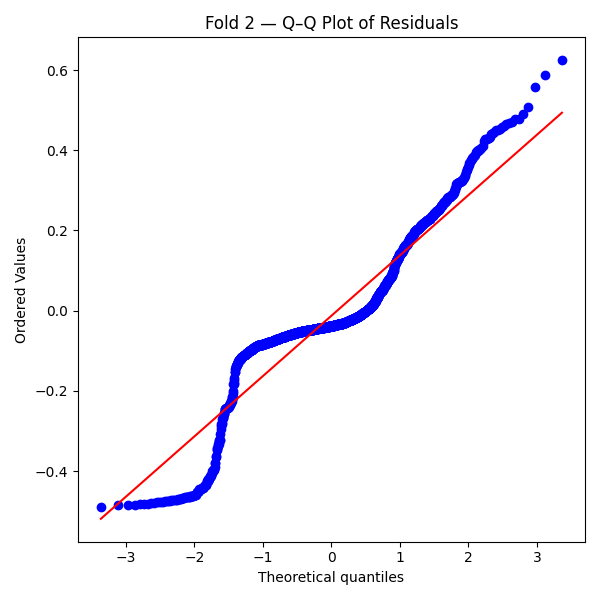 Fold 2 — Q–Q Plot of Residuals
Ordered Values
0.6
0.4
0.2
0.0
−0.2
−0.4
−3 −2 −1 0 1 2 3
Theoretical quantiles